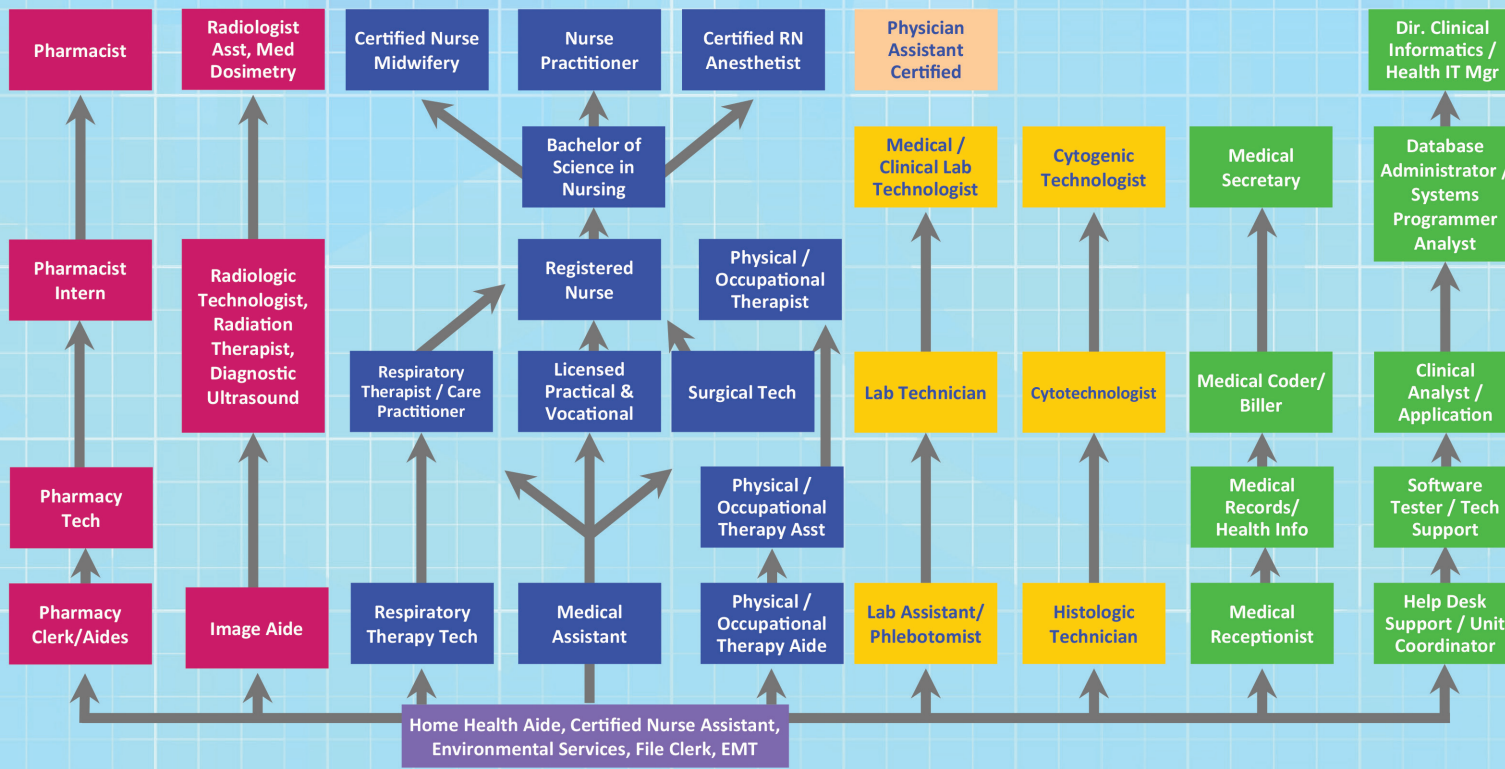 Pharmacist
Radiologist
Asst, Med
Dosimetry
Certified Nurse
Midwifery
Nurse
Practitioner
Certified RN
Anesthetist
Physician
Assistant
Certified
Dir. Clinical
Informatics /
Health IT Mgr
Bachelor of
Science in
Nursing
Medical /
Clinical Lab
Technologist
Cytogenic
Technologist
Medical
Secretary
Database
Administrator /
Systems
Programmer
Analyst
Pharmacist
Intern
Radiologic
Technologist,
Radiation
Therapist,
Diagnostic
Ultrasound
Registered
Nurse
Physical /
Occupational
Therapist
Respiratory
Therapist / Care
Practitioner
Licensed
Practical &
Vocational
Surgical Tech
Lab Technician
Cytotechnologist
Medical Coder/
Biller
Clinical
Analyst /
Application
Pharmacy
Tech
Physical /
Occupational
Therapy Asst
Medical
Records/
Health Info
Software
Tester / Tech
Support
Pharmacy
Clerk/Aides
Image Aide
Respiratory
Therapy Tech
Medical
Assistant
Physical /
Occupational
Therapy Aide
Lab Assistant/
Phlebotomist
Histologic
Technician
Medical
Receptionist
Help Desk
Support / Unit
Coordinator
Home Health Aide, Certified Nurse Assistant,
Environmental Services, File Clerk, EMT